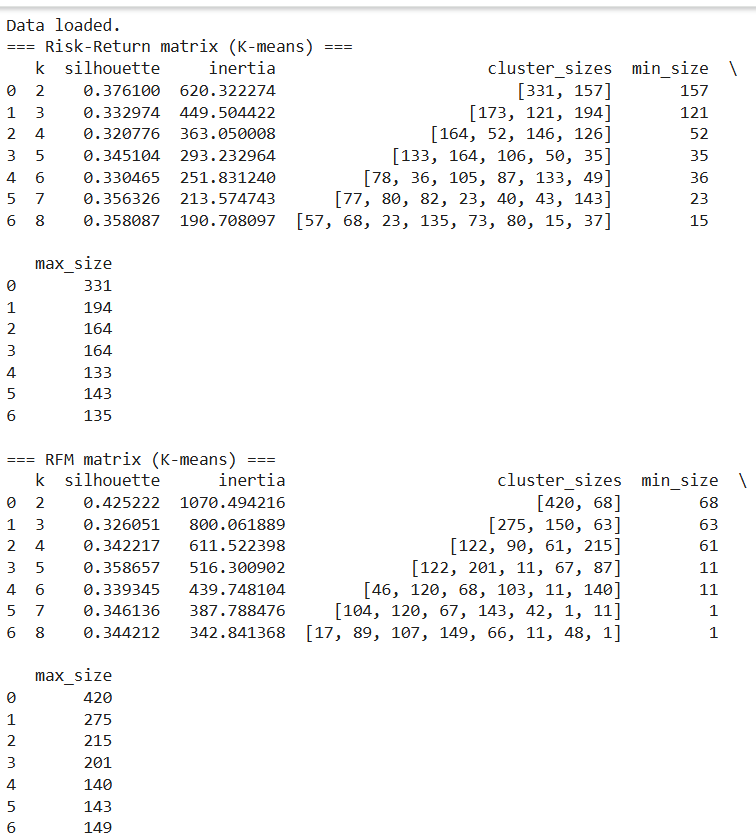 Data loaded.
=== Risk-Return matrix (K-means) ===
   k  silhouette     inertia                      cluster_sizes  min_size  \
0  2    0.376100  620.322274                         [331, 157]       157
1  3    0.332974  449.504422                    [173, 121, 194]       121
2  4    0.320776  363.050008                [164, 52, 146, 126]        52
3  5    0.345104  293.232964            [133, 164, 106, 50, 35]        35
4  6    0.330465  251.831240         [78, 36, 105, 87, 133, 49]        36
5  7    0.356326  213.574743      [77, 80, 82, 23, 40, 43, 143]        23
6  8    0.358087  190.708097  [57, 68, 23, 135, 73, 80, 15, 37]        15

   max_size
0       331
1       194
2       164
3       164
4       133
5       143
6       135

=== RFM matrix (K-means) ===
   k  silhouette      inertia                      cluster_sizes  min_size  \
0  2    0.425222  1070.494216                          [420, 68]        68
1  3    0.326051   800.061889                     [275, 150, 63]        63
2  4    0.342217   611.522398                 [122, 90, 61, 215]        61
3  5    0.358657   516.300902             [122, 201, 11, 67, 87]        11
4  6    0.339345   439.748104        [46, 120, 68, 103, 11, 140]        11
5  7    0.346136   387.788476     [104, 120, 67, 143, 42, 1, 11]         1
6  8    0.344212   342.841368  [17, 89, 107, 149, 66, 11, 48, 1]         1

   max_size
0       420
1       275
2       215
3       201
4       140
5       143
6       149